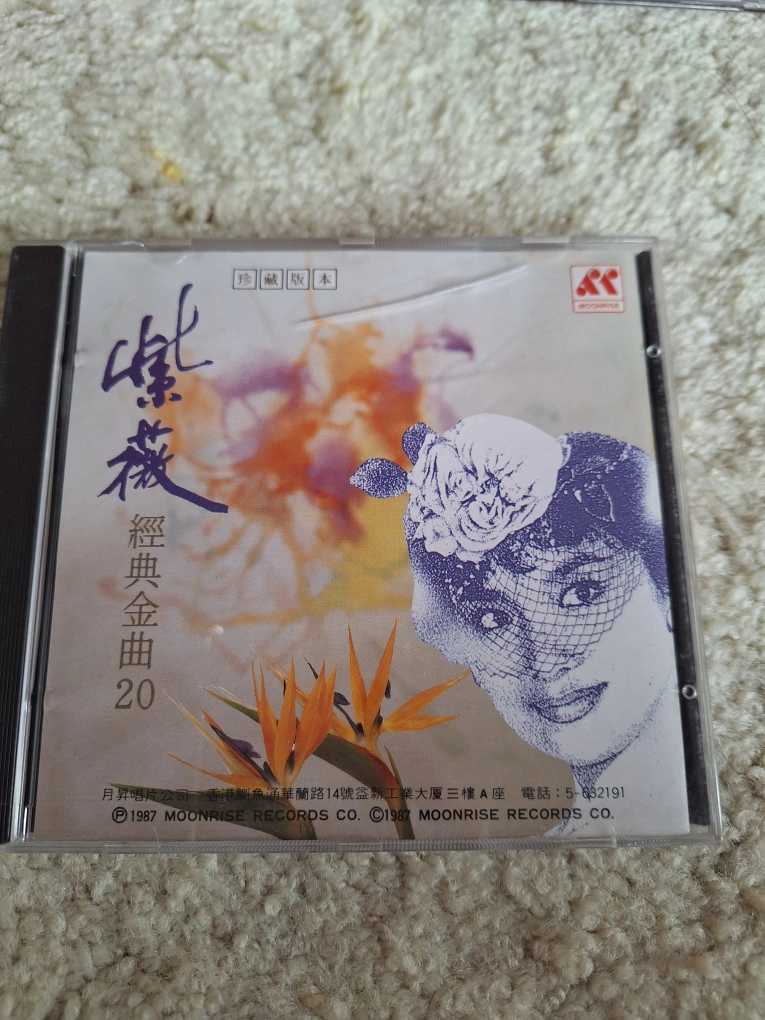 珍藏版本
MOONRISE
紫薇
經典金曲
20
月昇唱片公司 香港鰂魚涌華蘭路14號益新工業大厦三樓A座 電話：5-632191
Ⓟ1987 MOONRISE RECORDS CO. ©1987 MOONRISE RECORDS CO.